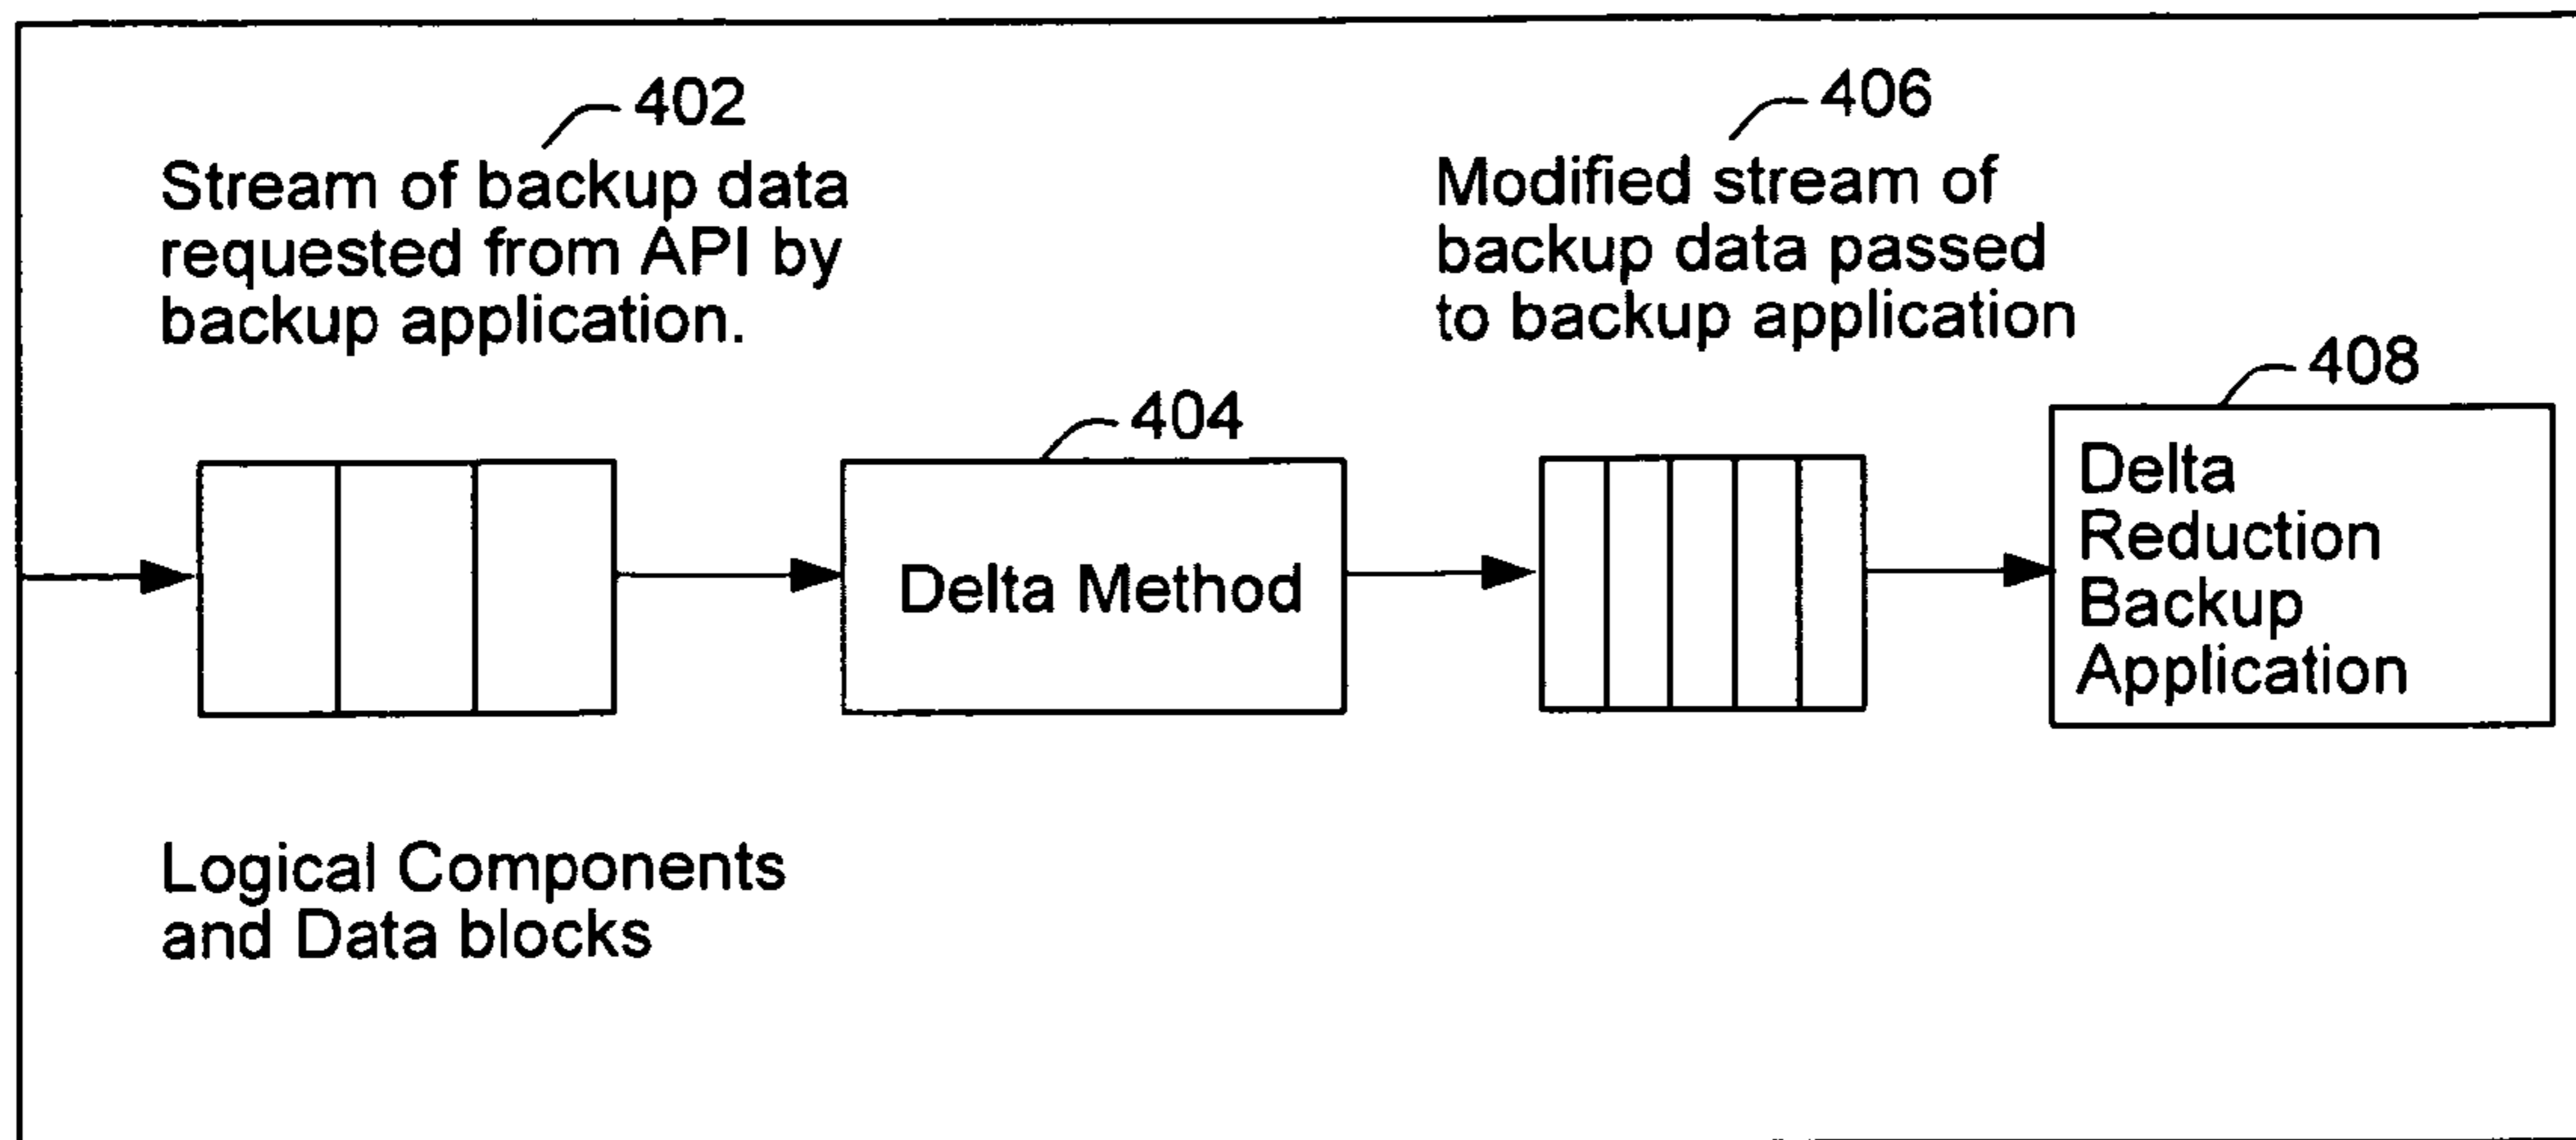 402
Stream of backup data
requested from API by
backup application.
406
Modified stream of
backup data passed
to backup application
404
Delta Method
408
Delta
Reduction
Backup
Application
Logical Components
and Data blocks